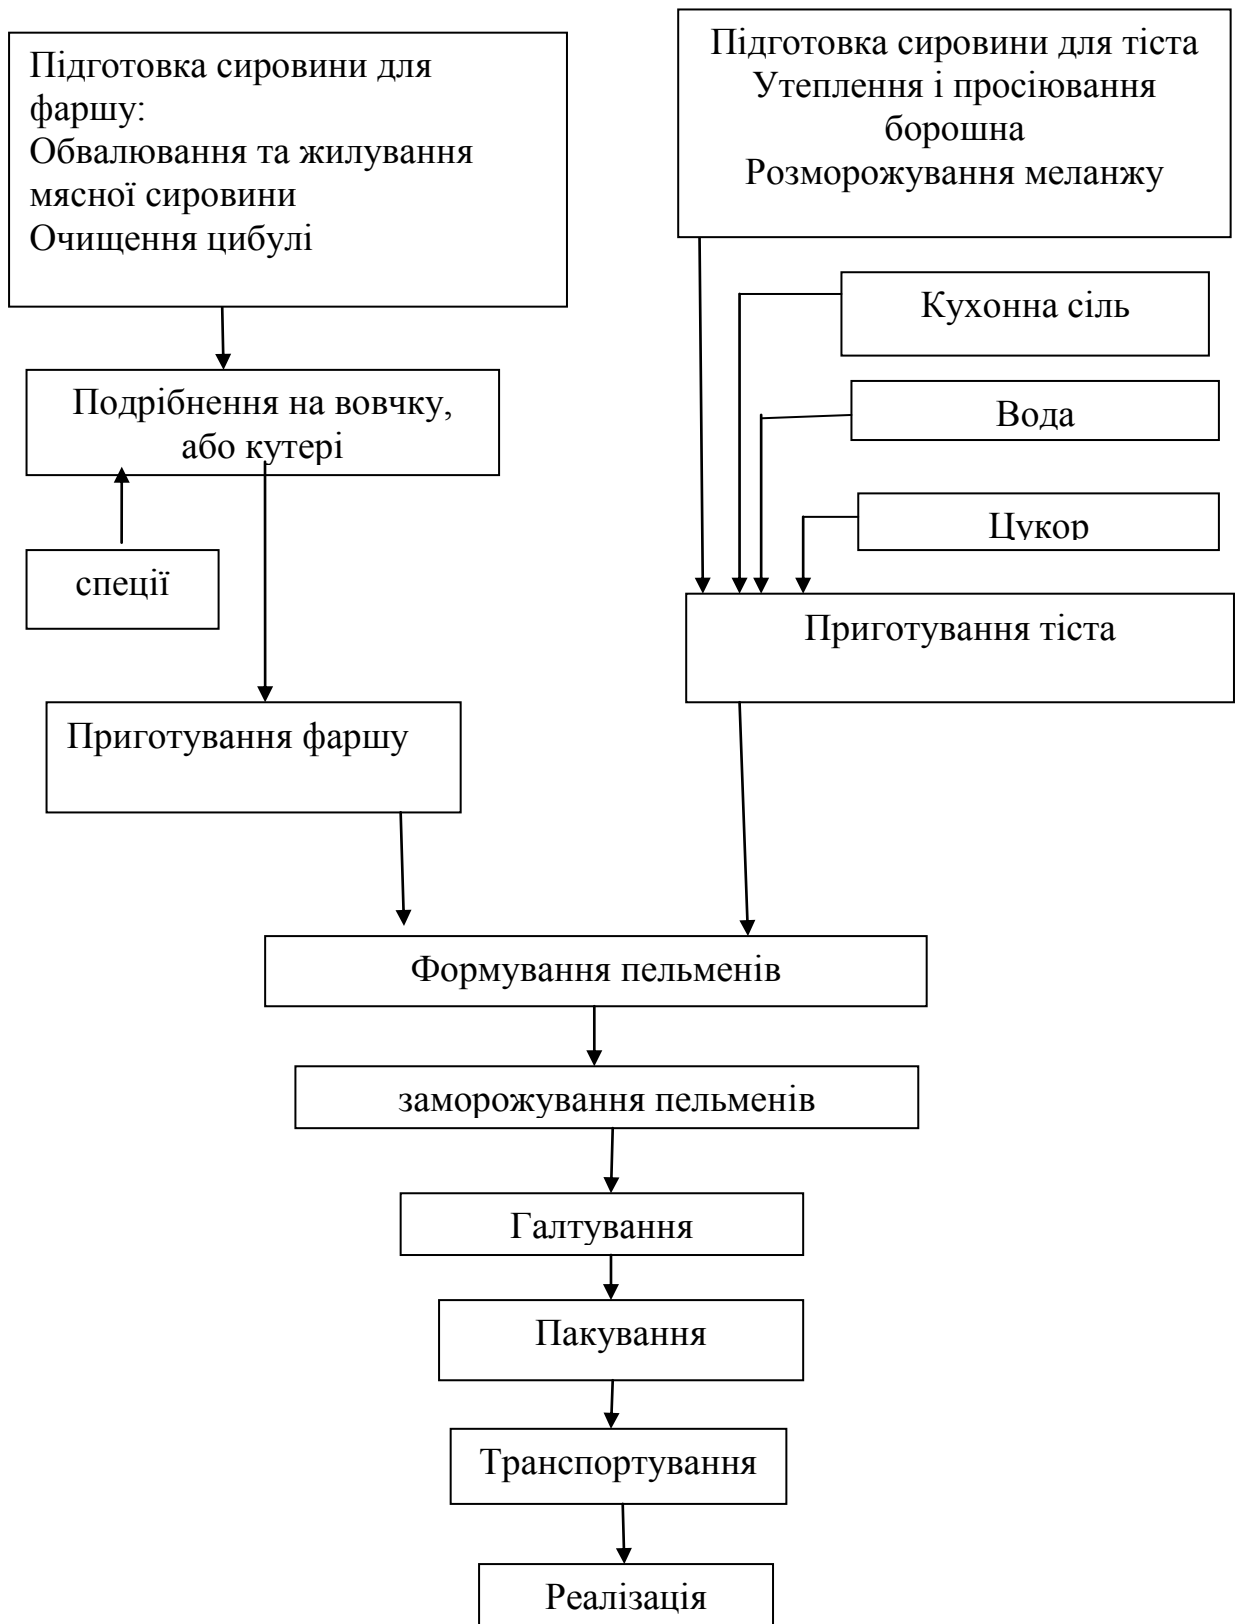 Підготовка сировини для
фаршу:
Обвалювання та жилування
мясної сировини
Очищення цибулі
Підготовка сировини для тіста
Утеплення і просіювання
борошна
Розморожування меланжу
Кухонна сіль
Подрібнення на вовчку,
або кутері
Вода
Цукор
спеції
Приготування тіста
Приготування фаршу
Формування пельменів
заморожування пельменів
Галтування
Пакування
Транспортування
Реалізація